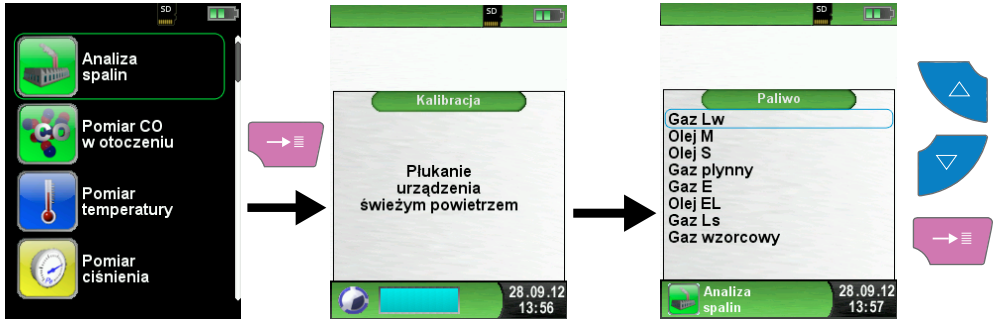 SD
Analiza
spalin
Pomiar CO
w otoczeniu
Pomiar
temperatury
Pomiar
ciśnienia
SD
Kalibracja
Płukanie
urządzenia
świeżym powietrzem
28.09.12
13:56
SD
Paliwo
Gaz Lw
Olej M
Olej S
Gaz plynny
Gaz E
Olej EL
Gaz Ls
Gaz wzorcowy
Analiza
spalin
28.09.12
13:57